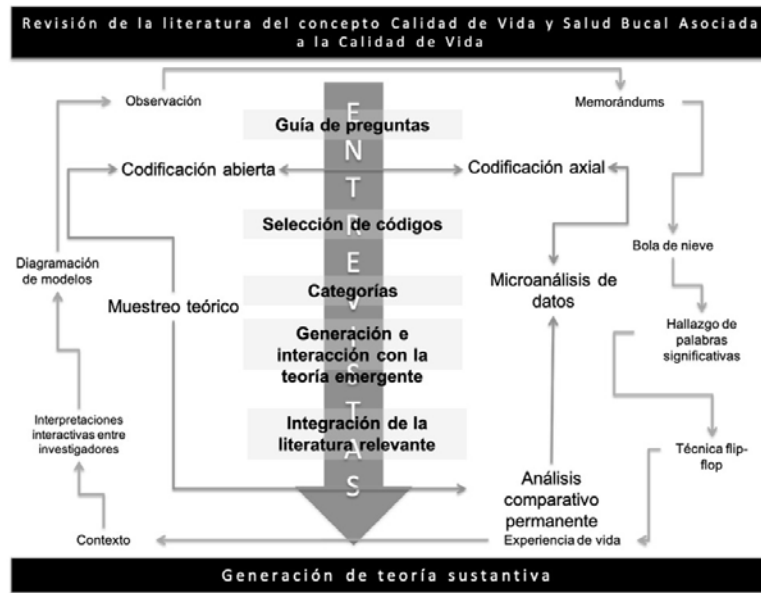 Revisión de la literatura del concepto Calidad de Vida y Salud Bucal Asociada
a la Calidad de Vida
Observación
Memorándums
Guía de preguntas
Codificación abierta
Codificación axial
Selección de códigos
Bola de nieve
Diagramación
de modelos
Categorías
Microanálisis de
datos
Muestreo teórico
Generación e
interacción con la
teoría emergente
Hallazgo de
palabras
significativas
Integración de la
literatura relevante
Interpretaciones
interactivas entre
investigadores
Técnica flip-
flop
Análisis
comparativo
permanente
Contexto
Experiencia de vida
ENTREVISTAS
Generación de teoría sustantiva